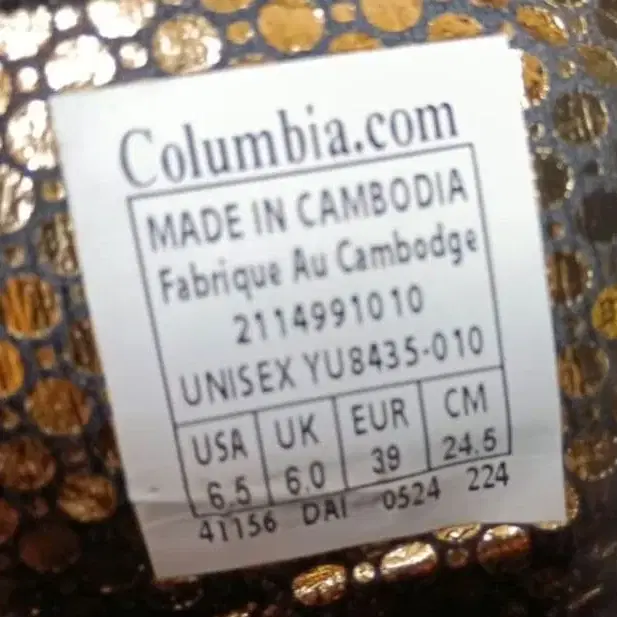 Columbia.com
MADE IN CAMBODIA
Fabrique Au Cambodge
2114991010
UNISEX YU8435-010
USA UK EUR CM
6.5 6.0 39 24.5
41156 DAI 0524 224